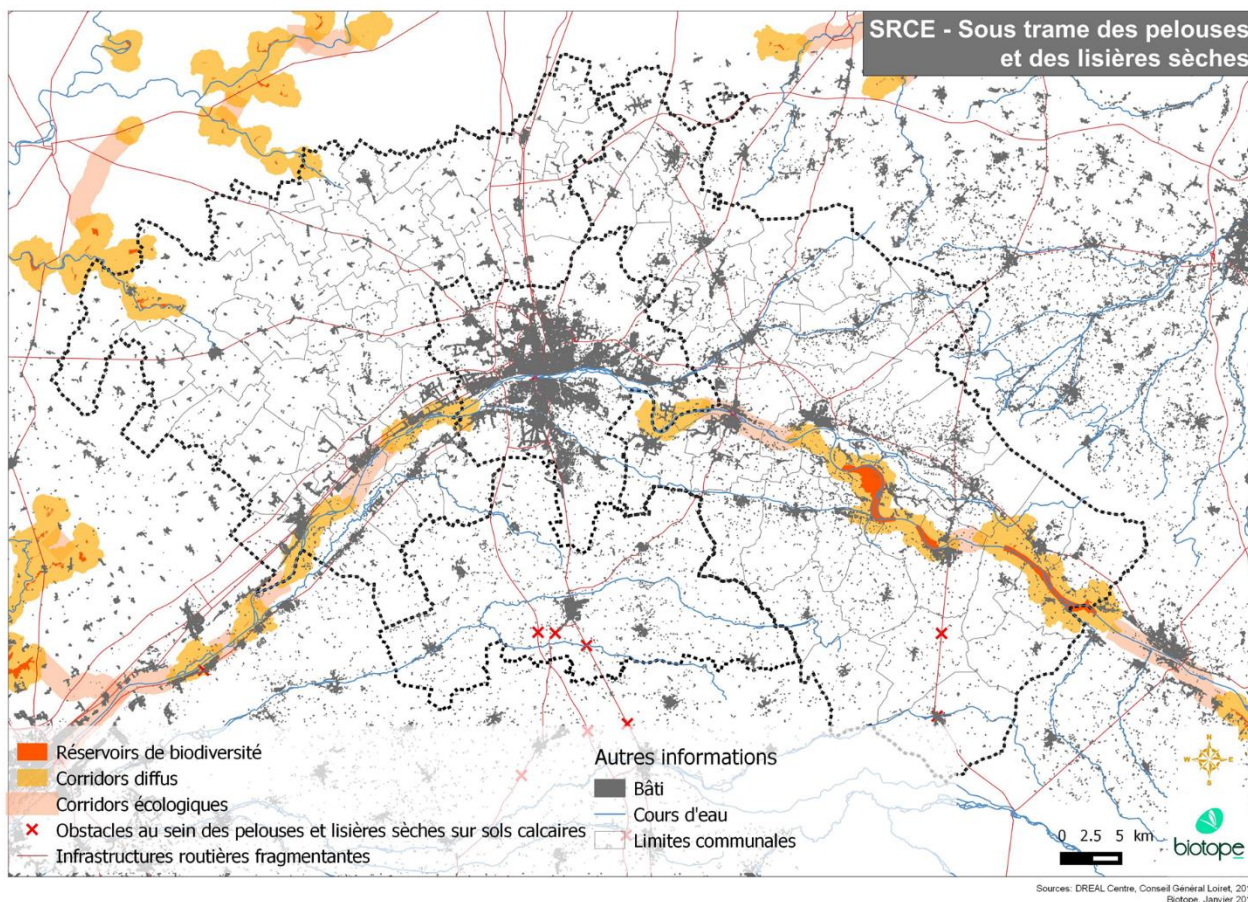 SRCE - Sous trame des pelouses
et des lisières sèches
Réservoirs de biodiversité
Corridors diffus
Corridors écologiques
Obstacles au sein des pelouses et lisières sèches sur sols calcaires
Infrastructures routières fragmentantes
Autres informations
Bâti
Cours d'eau
Limites communales
N
W E
S
0 2.5 5 km
biotope
Sources: DREAL Centre, Conseil Général Loiret, 201
Biotope, Janvier 201